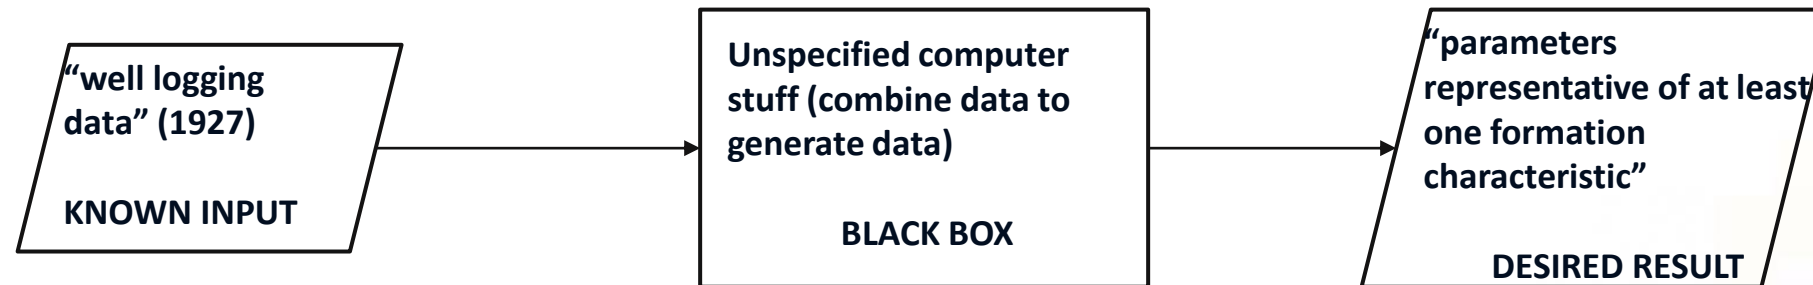 “well logging
data” (1927)
KNOWN INPUT
Unspecified computer
stuff (combine data to
generate data)
BLACK BOX
“parameters
representative of at least
one formation
characteristic”
DESIRED RESULT